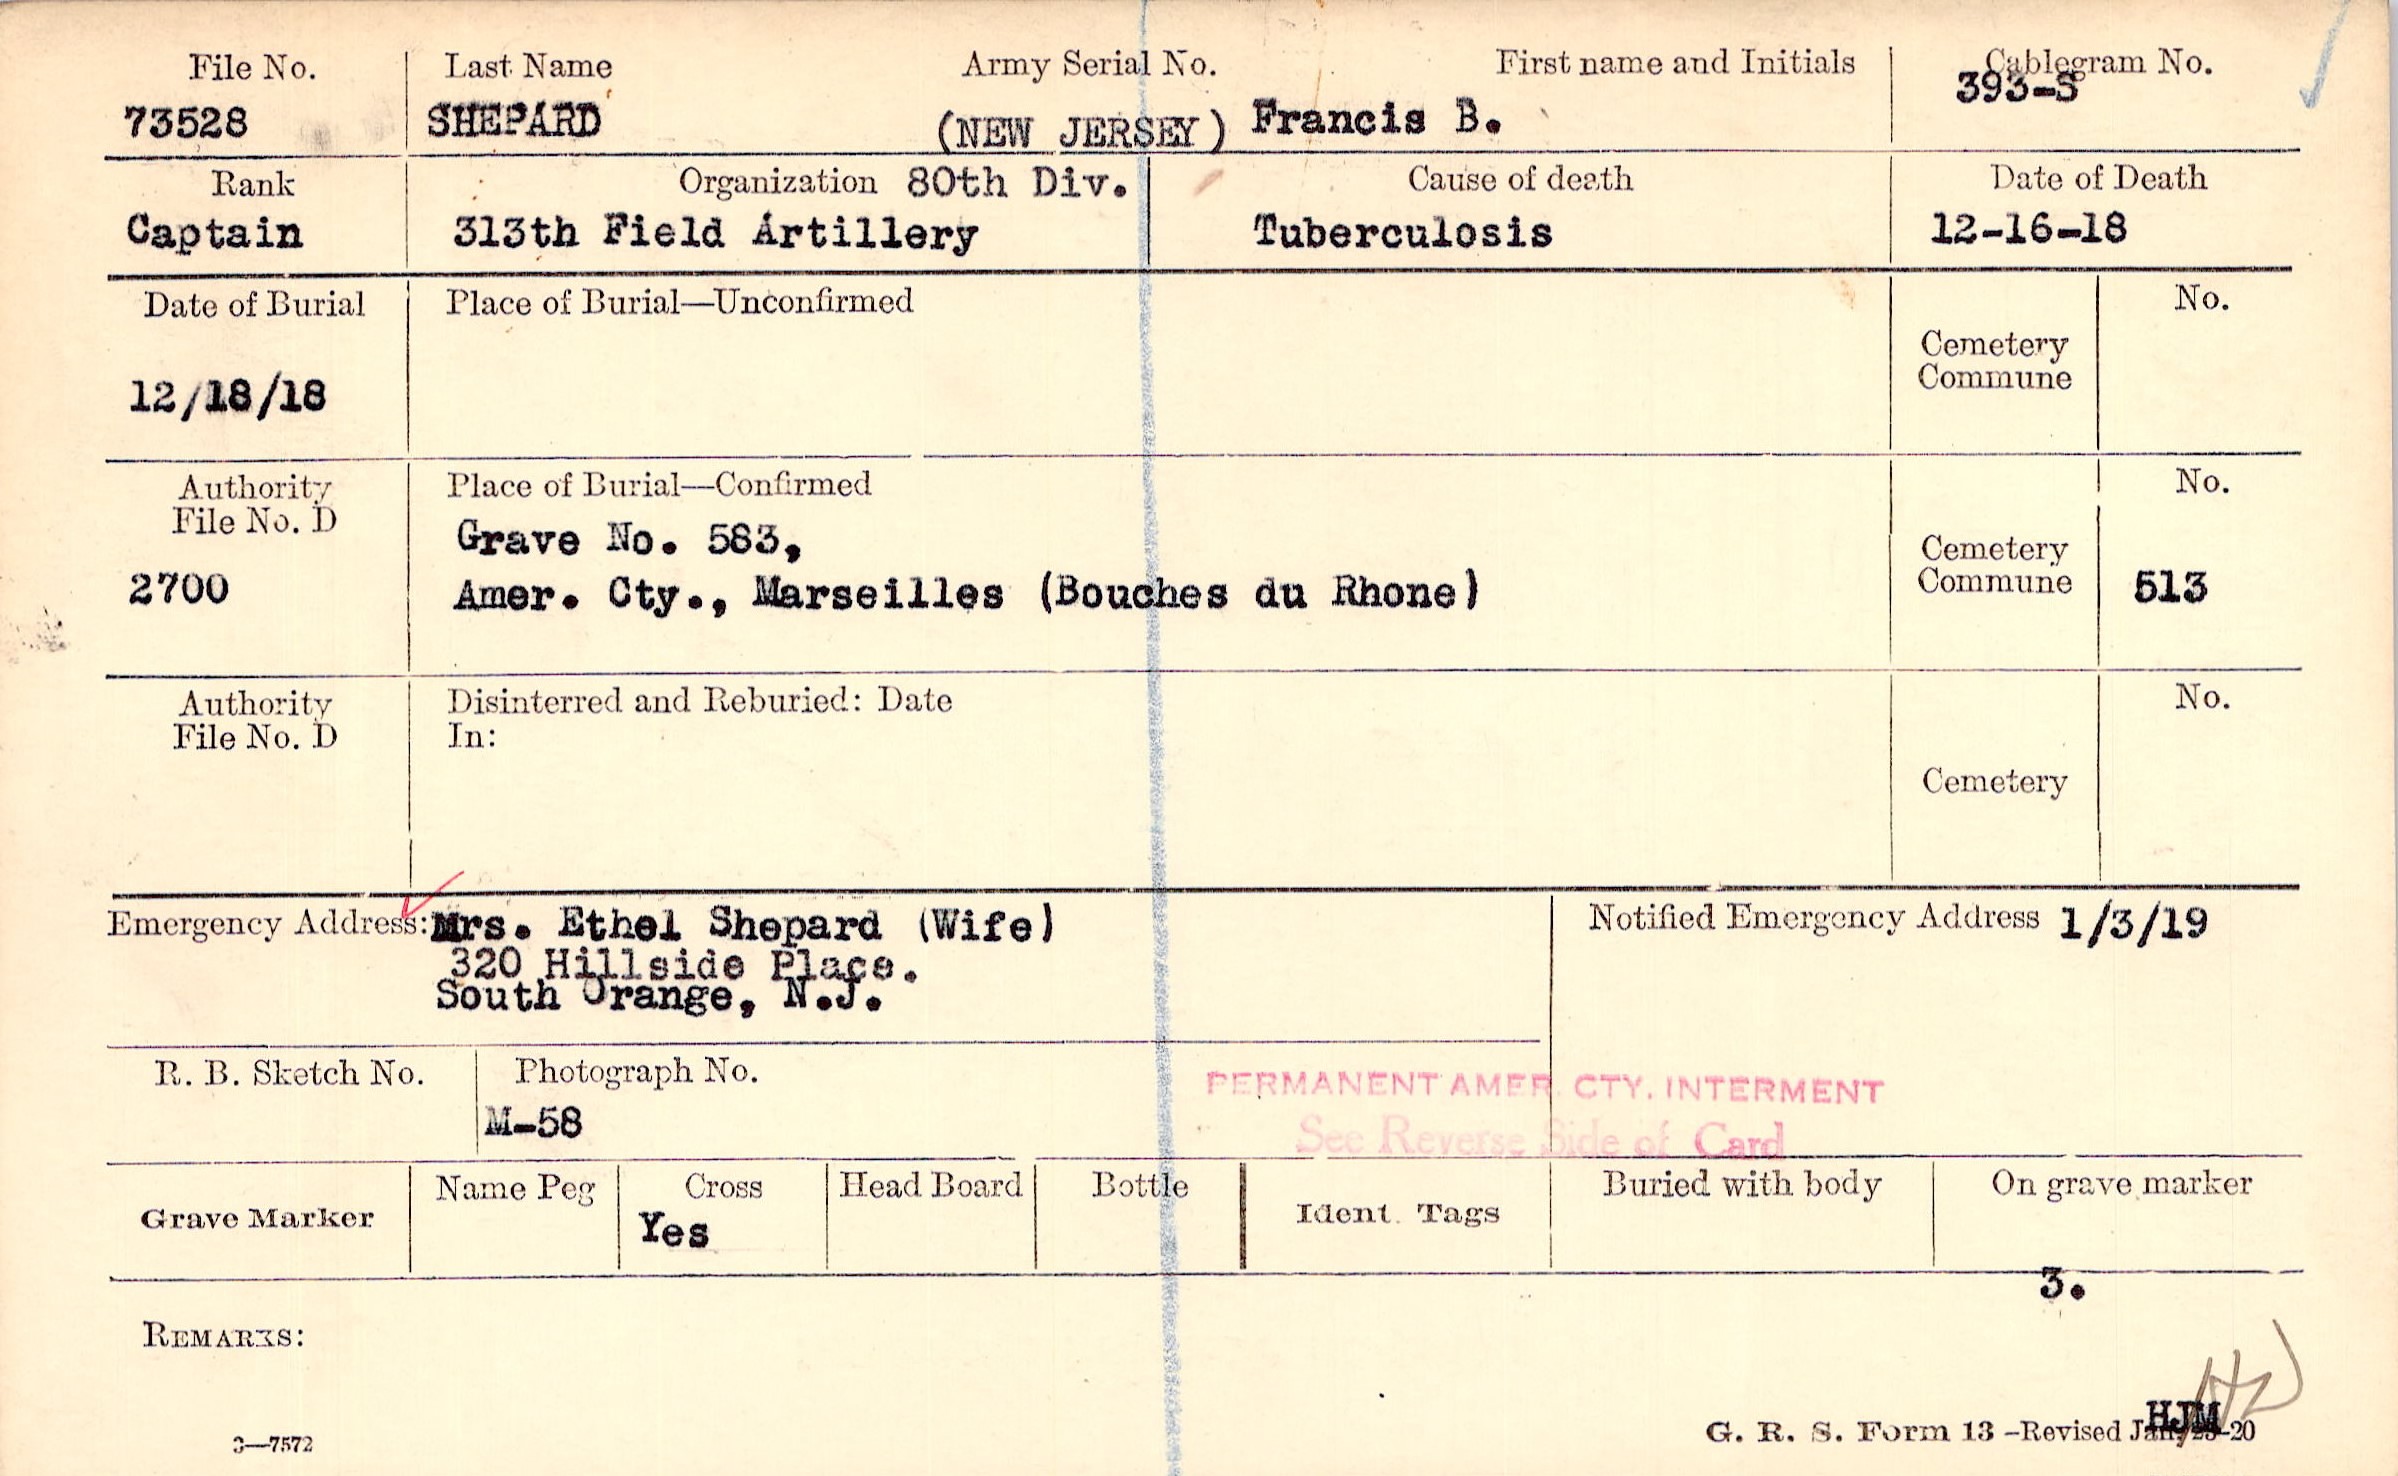 File No.
73528
Last Name
SHEPARD
Army Serial No.
(NEW JERSEY)
First name and Initials
Francis B.
Cablegram No.
393-S
Rank
Captain
Organization 80th Div.
313th Field Artillery
Cause of death
Tuberculosis
Date of Death
12-16-18
Date of Burial
12/18/18
Place of Burial—Unconfirmed
Cemetery
Commune
No.
Authority
File No. D
2700
Place of Burial—Confirmed
Grave No. 583,
Amer. Cty., Marseilles (Bouches du Rhone)
Cemetery
Commune
No.
513
Authority
File No. D
Disinterred and Reburied: Date
In:
Cemetery
No.
Emergency Address: Mrs. Ethel Shepard (Wife)
320 Hillside Place.
South Orange, N.J.
Notified Emergency Address 1/3/19
R. B. Sketch No.
Photograph No.
M-58
PERMANENT AMER. CTY. INTERMENT
See Reverse Side of Card
Grave Marker
Name Peg
Cross
Yes
Head Board
Bottle
Ident. Tags
Buried with body
On grave marker
3.
REMARKS:
HJM
3—7572
G. R. S. Form 13 -Revised Jan. -20